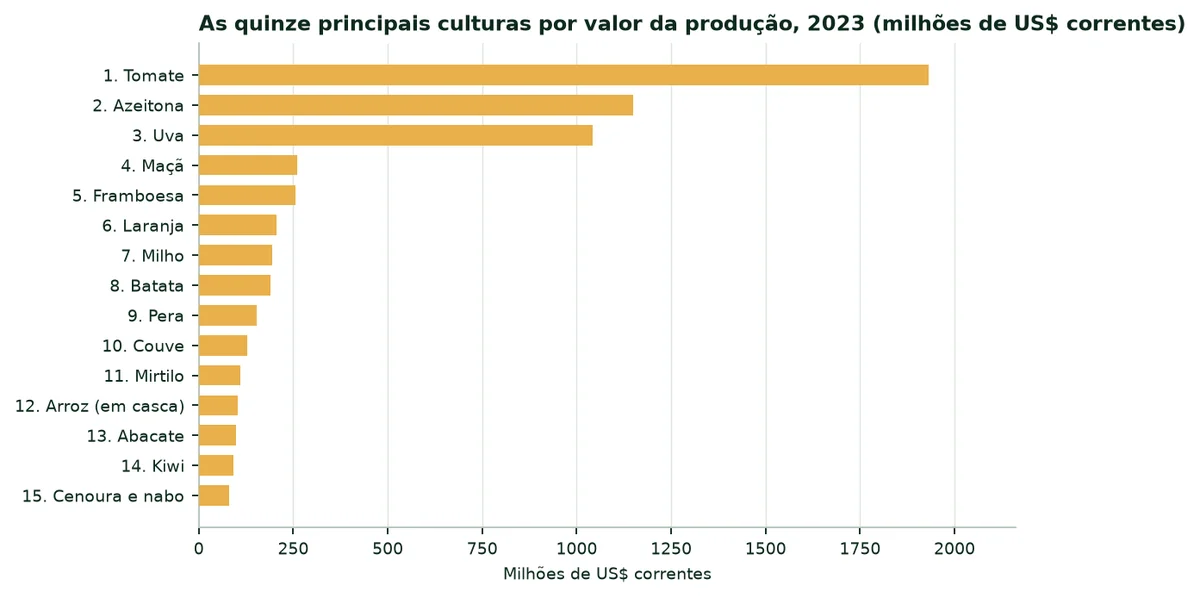 As quinze principais culturas por valor da produção, 2023 (milhões de US$ correntes)
1. Tomate
2. Azeitona
3. Uva
4. Maçã
5. Framboesa
6. Laranja
7. Milho
8. Batata
9. Pera
10. Couve
11. Mirtilo
12. Arroz (em casca)
13. Abacate
14. Kiwi
15. Cenoura e nabo
0 250 500 750 1000 1250 1500 1750 2000
Milhões de US$ correntes